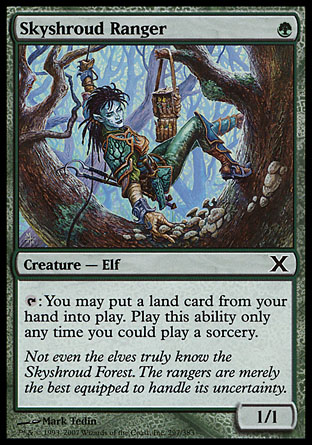 Skyshroud Ranger
Creature — Elf
X
:You may put a land card from your
hand into play. Play this ability only
any time you could play a sorcery.
Not even the elves truly know the
Skyshroud Forest. The rangers are merely
the best equipped to handle its uncertainty.
Mark Tedin
1/1